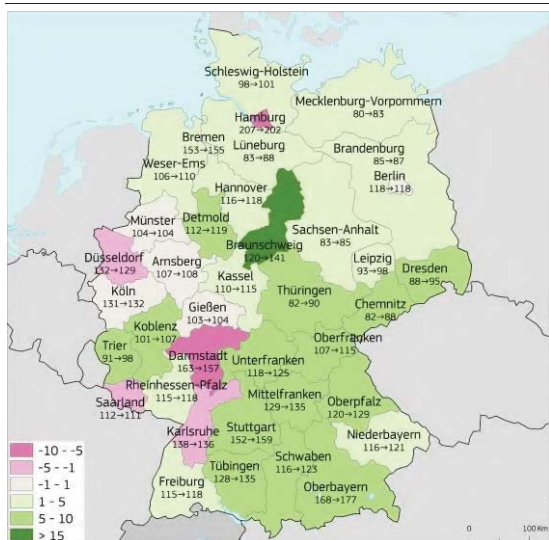 Schleswig-Holstein
98→101
Mecklenburg-Vorpommern
80→83
Hamburg
207→202
Bremen
153→155
Lüneburg
83→88
Brandenburg
85→87
Berlin
118→118
Weser-Ems
106→110
Hannover
116→118
Münster
104→104
Detmold
112→119
Sachsen-Anhalt
83→85
Braunschweig
120→141
Düsseldorf
132→129
Arnsberg
107→108
Leipzig
93→98
Dresden
88→95
Kassel
110→115
Köln
131→132
Thüringen
82→90
Chemnitz
82→88
Gießen
103→104
Koblenz
101→107
Trier
91→98
Oberfranken
107→115
Darmstadt
163→157
Unterfranken
118→125
Rheinhessen-Pfalz
115→118
Saarland
112→111
Mittelfranken
129→135
Oberpfalz
120→129
Karlsruhe
138→136
Stuttgart
152→159
Niederbayern
116→121
Schwaben
116→123
Tübingen
128→135
Freiburg
115→118
Oberbayern
168→177
-10 - -5
-5 - -1
-1 - 1
1 - 5
5 - 10
> 15
0 100 Km